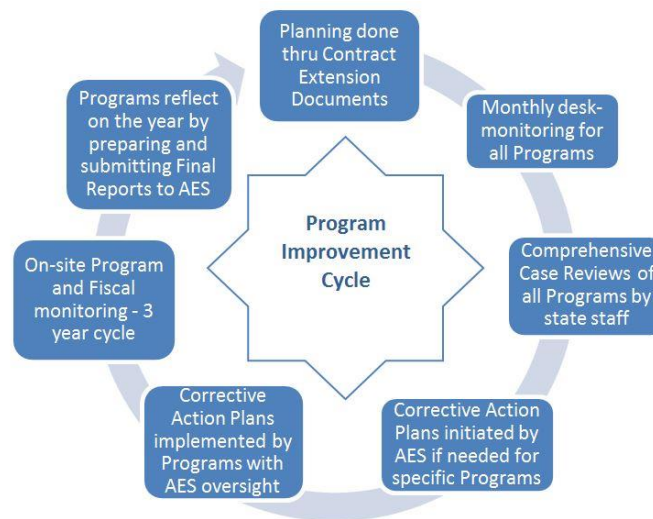 Planning done
thru Contract
Extension
Documents
Monthly desk-
monitoring for
all Programs
Comprehensive
Case Reviews of
all Programs by
state staff
Corrective Action
Plans initiated by
AES if needed for
specific Programs
Corrective
Action Plans
implemented by
Programs with
AES oversight
On-site Program
and Fiscal
monitoring - 3
year cycle
Programs reflect
on the year by
preparing and
submitting Final
Reports to AES
Program
Improvement
Cycle